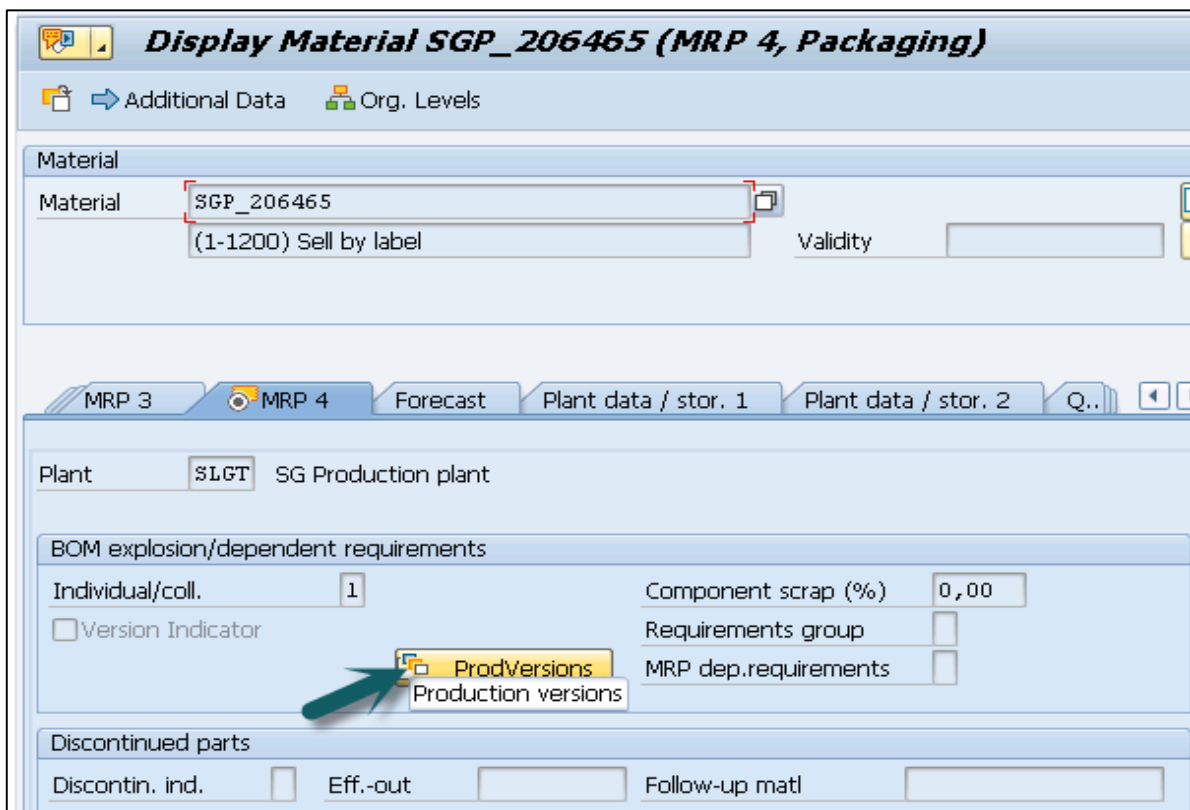 Display Material SGP_206465 (MRP 4, Packaging)
Additional Data Org. Levels
Material
Material SGP_206465
(1-1200) Sell by label Validity
MRP 3 MRP 4 Forecast Plant data / stor. 1 Plant data / stor. 2 Q..
Plant SLGT SG Production plant
BOM explosion/dependent requirements
Individual/coll. 1 Component scrap (%) 0,00
Version Indicator Requirements group
ProdVersions MRP dep.requirements
Production versions
Discontinued parts
Discontin. ind. Eff.-out Follow-up matl